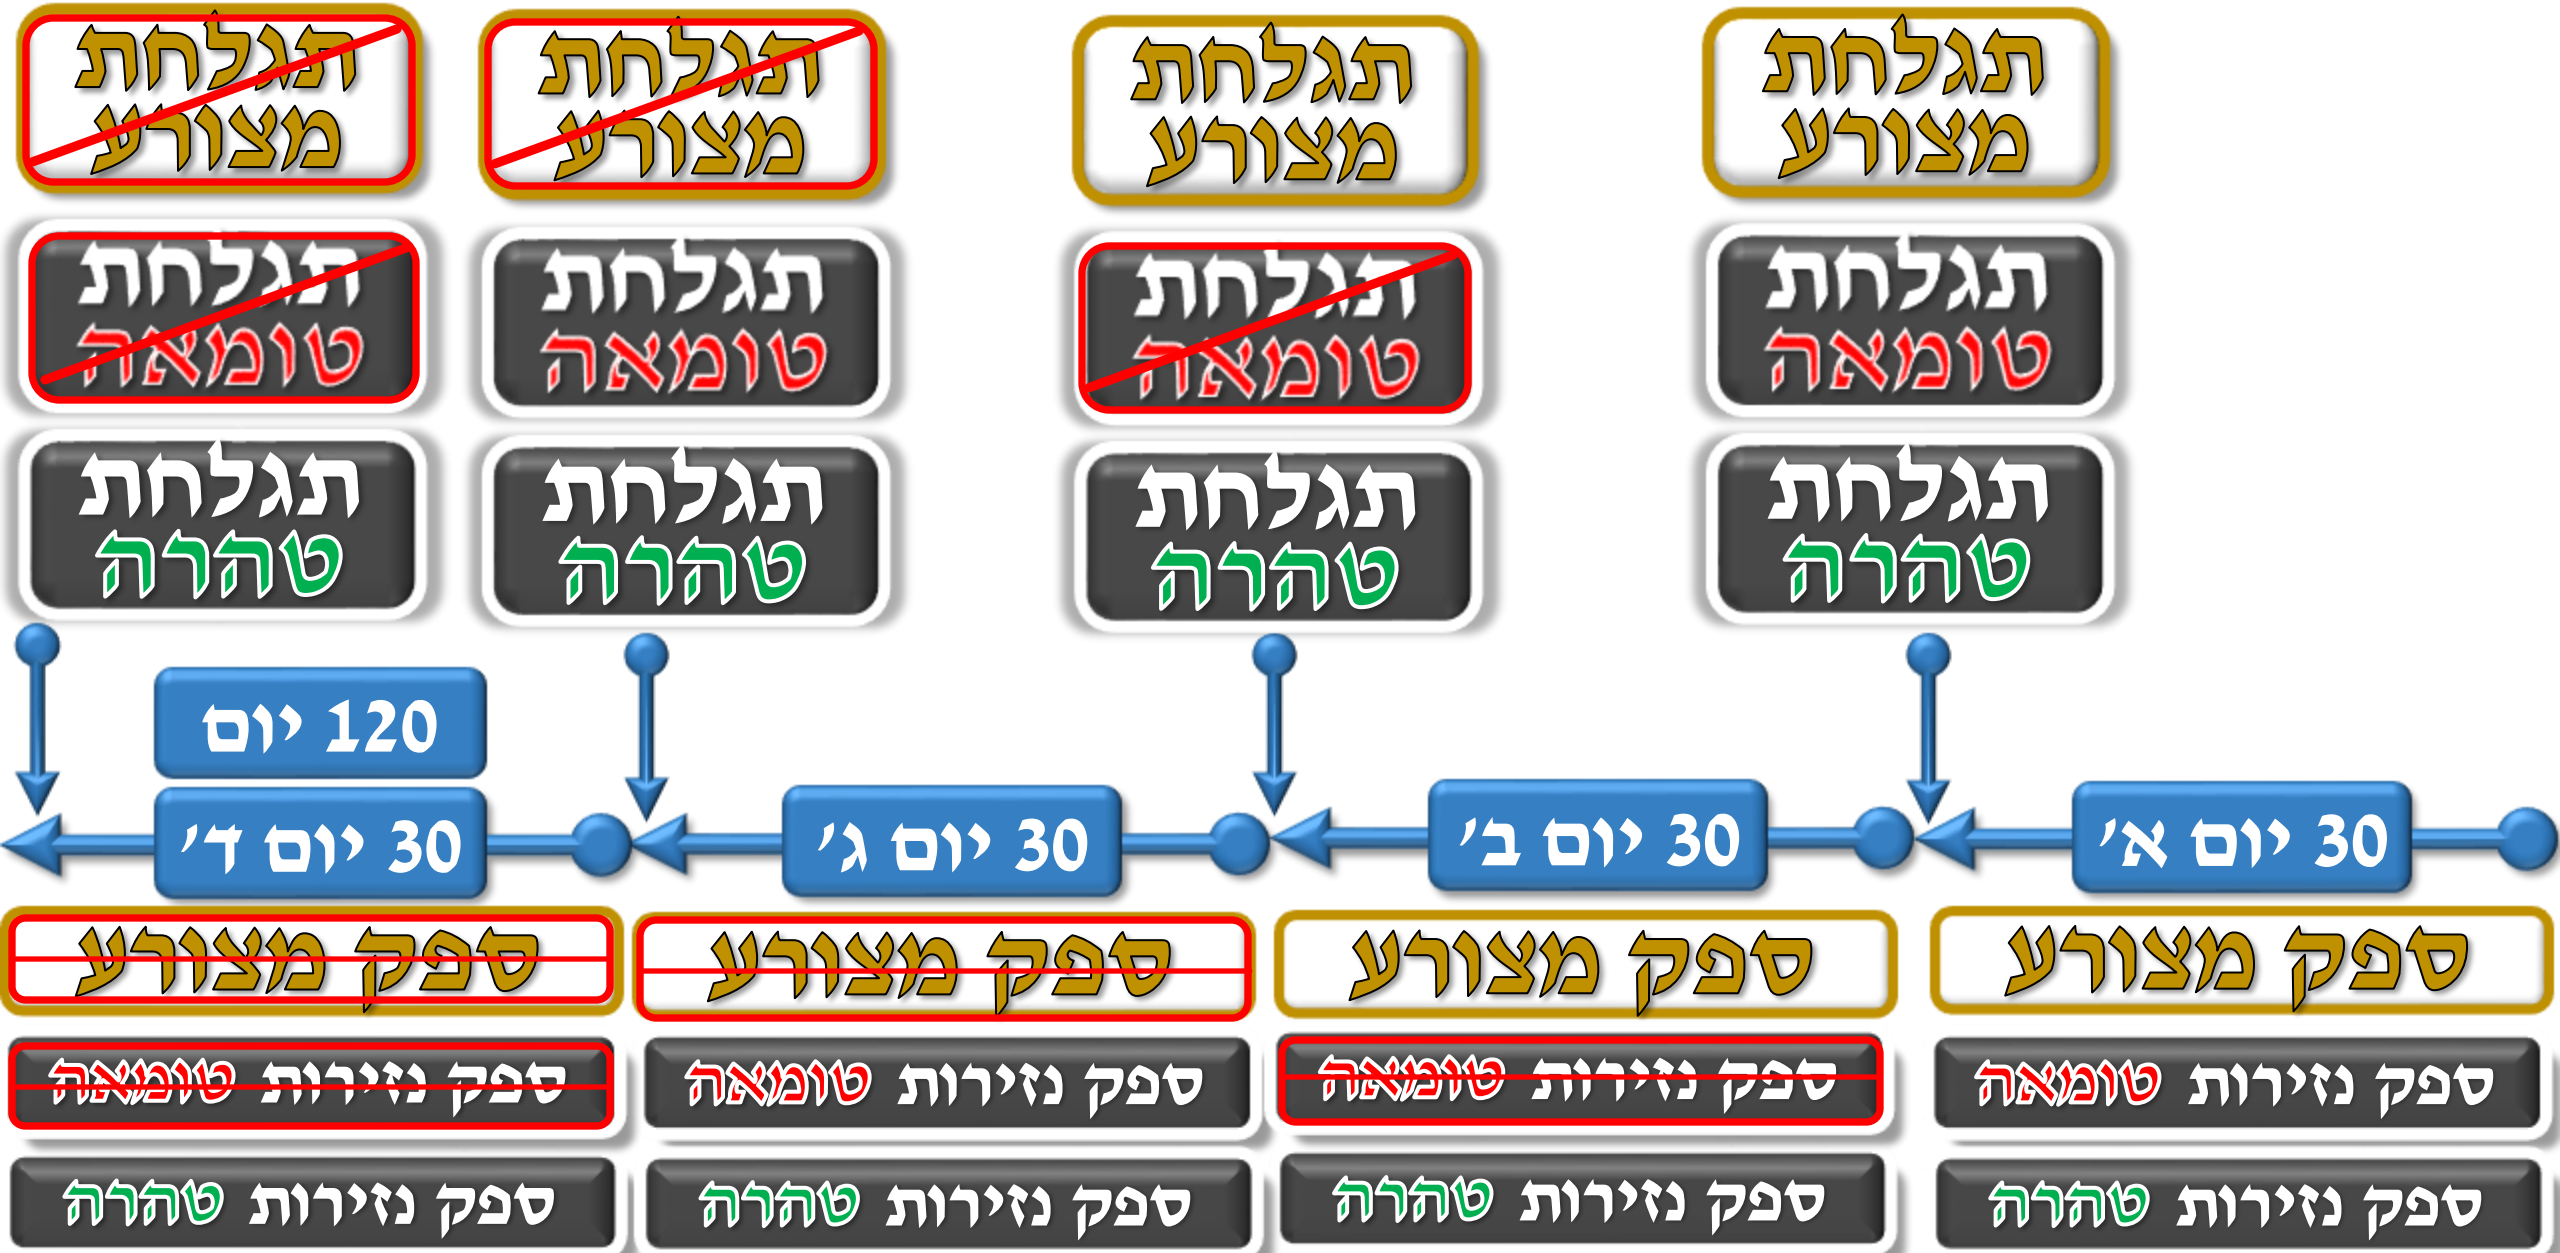 תגלחת
מצורע
תגלחת
מצורע
תגלחת
מצורע
תגלחת
מצורע
תגלחת
טומאה
תגלחת
טומאה
תגלחת
טומאה
תגלחת
טומאה
תגלחת
טהרה
תגלחת
טהרה
תגלחת
טהרה
תגלחת
טהרה
120 יום
30 יום א'
30 יום ב'
30 יום ג'
30 יום ד'
ספק מצורע
ספק מצורע
ספק מצורע
ספק מצורע
ספק נזירות טומאה
ספק נזירות טומאה
ספק נזירות טומאה
ספק נזירות טומאה
ספק נזירות טהרה
ספק נזירות טהרה
ספק נזירות טהרה
ספק נזירות טהרה